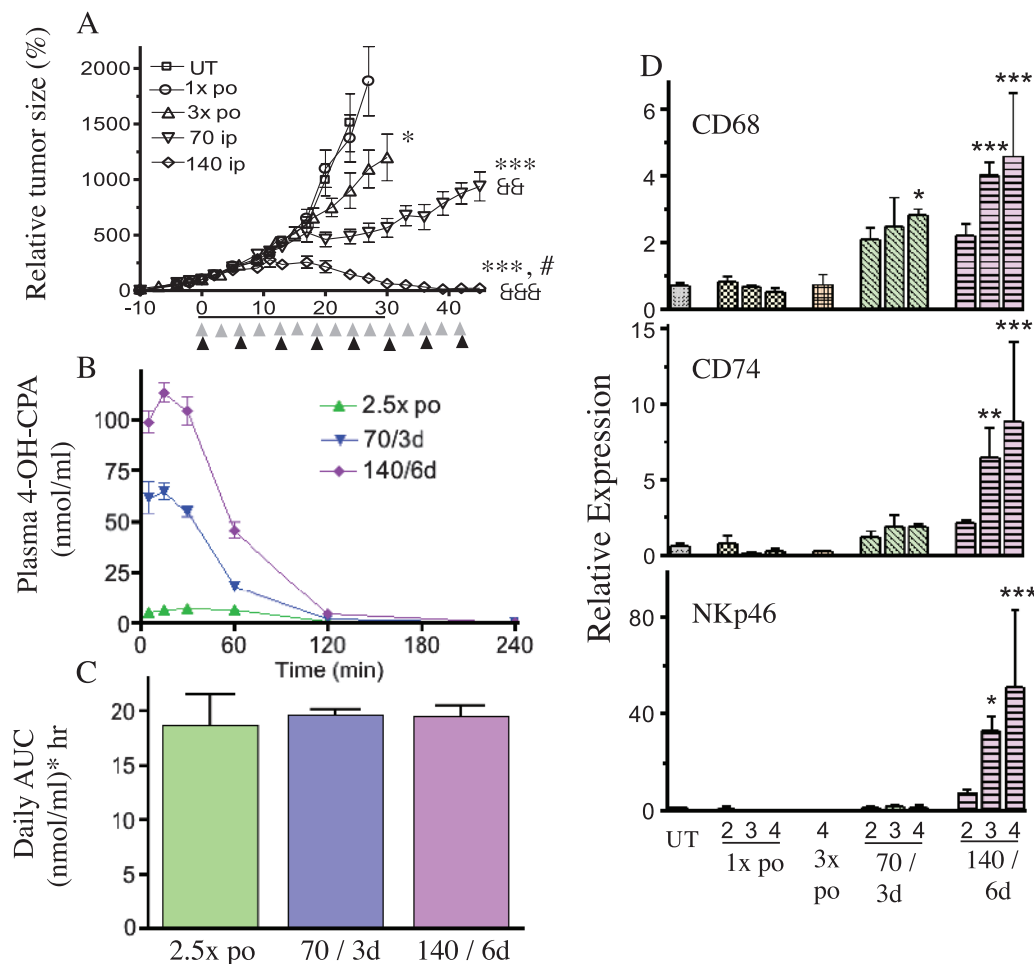 A
Relative tumor size (%)
2000
1500
1000
500
0
UT
1x po
3x po
70 ip
140 ip
*
***
&&
***, #
&&&
-10 0 10 20 30 40
B
Plasma 4-OH-CPA
(nmol/ml)
100
75
50
25
0
2.5x po
70/3d
140/6d
0 60 120 180 240
Time (min)
C
Daily AUC
(nmol/ml)* hr
20
15
10
5
0
2.5x po 70 / 3d 140 / 6d
D
Relative Expression
CD68
6
4
2
0
*
***
***
CD74
15
10
5
0
**
***
NKp46
80
40
0
*
***
UT
2 3 4 4 2 3 4 2 3 4
1x po
3x
po
70 /
3d
140 /
6d